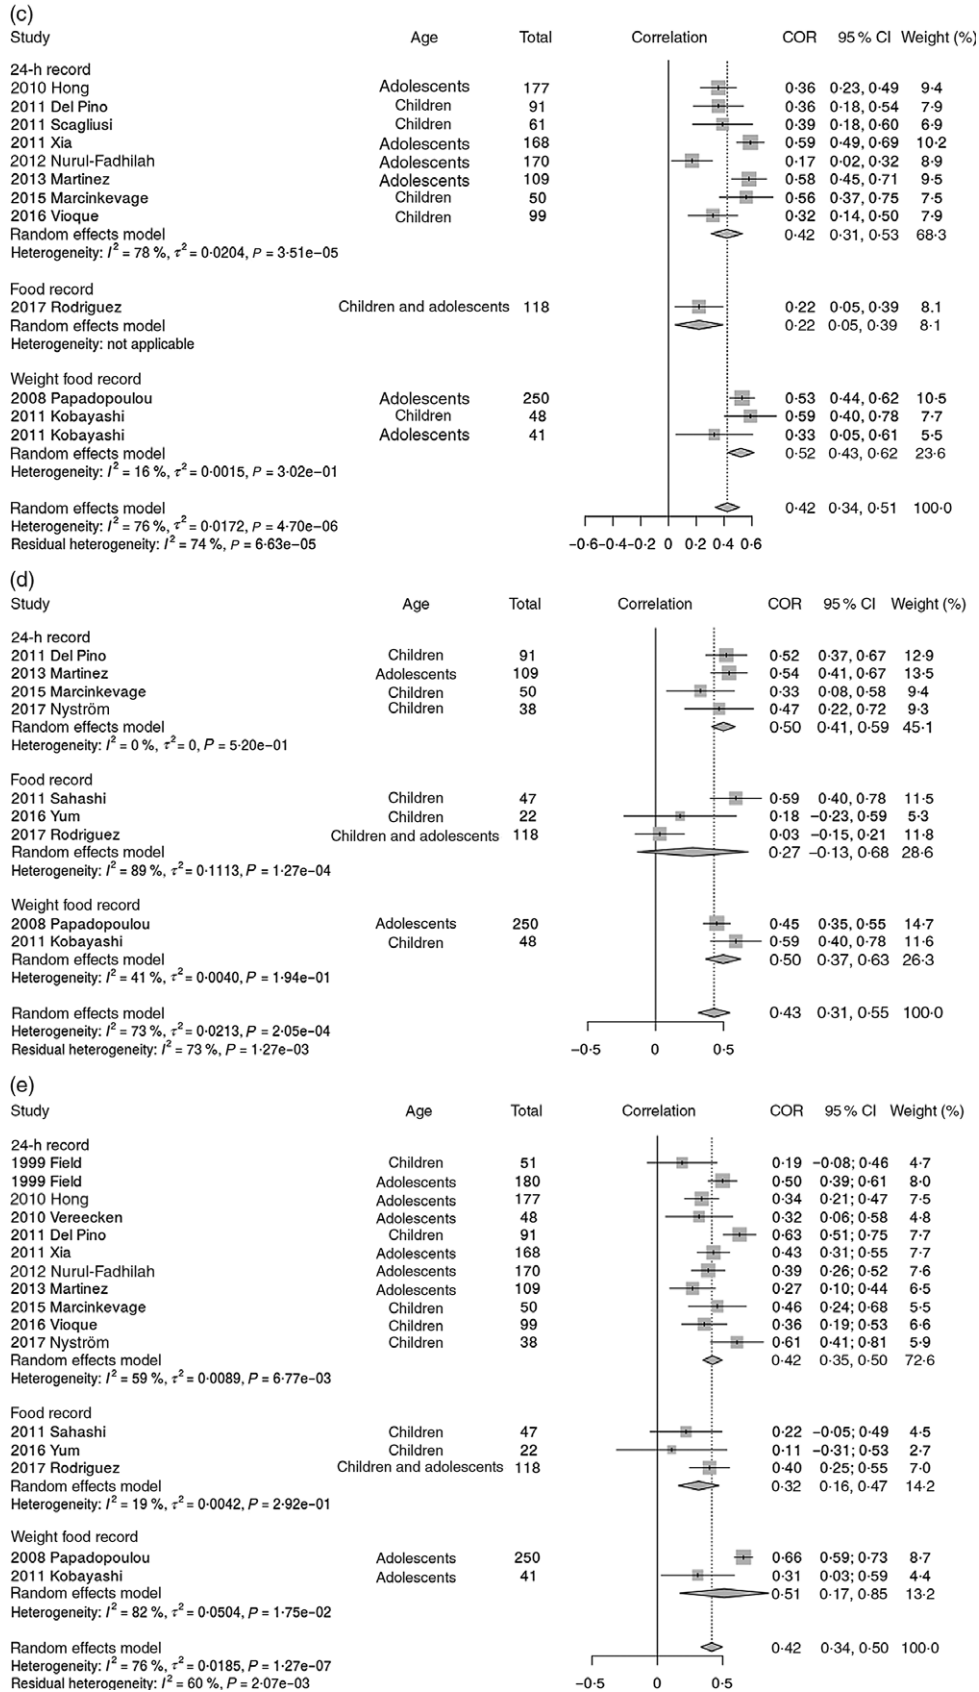 (c)
Study Age Total Correlation COR 95 % CI Weight (%)
24-h record
2010 Hong Adolescents 177 0·36 0·23, 0·49 9·4
2011 Del Pino Children 91 0·36 0·18, 0·54 7·9
2011 Scagliusi Children 61 0·39 0·18, 0·60 6·9
2011 Xia Adolescents 168 0·59 0·49, 0·69 10·2
2012 Nurul-Fadhilah Adolescents 170 0·17 0·02, 0·32 8·9
2013 Martinez Adolescents 109 0·58 0·45, 0·71 9·5
2015 Marcinkevage Children 50 0·56 0·37, 0·75 7·5
2016 Vioque Children 99 0·32 0·14, 0·50 7·9
Random effects model 0·42 0·31, 0·53 68·3
Heterogeneity: I² = 78 %, τ² = 0·0204, P = 3·51e−05
Food record
2017 Rodriguez Children and adolescents 118 0·22 0·05, 0·39 8.1
Random effects model 0·22 0·05, 0·39 8·1
Heterogeneity: not applicable
Weight food record
2008 Papadopoulou Adolescents 250 0·53 0·44, 0·62 10·5
2011 Kobayashi Children 48 0·59 0·40, 0·78 7·7
2011 Kobayashi Adolescents 41 0·33 0·05, 0·61 5·5
Random effects model 0·52 0·43, 0·62 23·6
Heterogeneity: I² = 16 %, τ² = 0·0015, P = 3·02e−01
Random effects model 0·42 0·34, 0·51 100·0
Heterogeneity: I² = 76 %, τ² = 0·0172, P = 4·70e−06
Residual heterogeneity: I² = 74 %, P = 6·63e−05
−0·6 −0·4 −0·2 0 0·2 0·4 0·6
(d)
Study Age Total Correlation COR 95 % CI Weight (%)
24-h record
2011 Del Pino Children 91 0·52 0·37, 0·67 12·9
2013 Martinez Adolescents 109 0·54 0·41, 0·67 13·5
2015 Marcinkevage Children 50 0·33 0·08, 0·58 9·4
2017 Nyström Children 38 0·47 0·22, 0·72 9·3
Random effects model 0·50 0·41, 0·59 45·1
Heterogeneity: I² = 0 %, τ² = 0, P = 5·20e−01
Food record
2011 Sahashi Children 47 0·59 0·40, 0·78 11·5
2016 Yum Children 22 0·18 −0·23, 0·59 5·3
2017 Rodriguez Children and adolescents 118 0·03 −0·15, 0·21 11·8
Random effects model 0·27 −0·13, 0·68 28·6
Heterogeneity: I² = 89 %, τ² = 0·1113, P = 1·27e−04
Weight food record
2008 Papadopoulou Adolescents 250 0·45 0·35, 0·55 14·7
2011 Kobayashi Children 48 0·59 0·40, 0·78 11·6
Random effects model 0·50 0·37, 0·63 26·3
Heterogeneity: I² = 41 %, τ² = 0·0040, P = 1·94e−01
Random effects model 0·43 0·31, 0·55 100·0
Heterogeneity: I² = 73 %, τ² = 0·0213, P = 2·05e−04
Residual heterogeneity: I² = 73 %, P = 1·27e−03
−0·5 0 0·5
(e)
Study Age Total Correlation COR 95 % CI Weight (%)
24-h record
1999 Field Children 51 0·19 −0·08; 0·46 4·7
1999 Field Adolescents 180 0·50 0·39; 0·61 8·0
2010 Hong Adolescents 177 0·34 0·21; 0·47 7·5
2010 Vereecken Adolescents 48 0·32 0·06; 0·58 4·8
2011 Del Pino Children 91 0·63 0·51; 0·75 7·7
2011 Xia Adolescents 168 0·43 0·31; 0·55 7·7
2012 Nurul-Fadhilah Adolescents 170 0·39 0·26; 0·52 7·6
2013 Martinez Adolescents 109 0·27 0·10; 0·44 6·5
2015 Marcinkevage Children 50 0·46 0·24; 0·68 5·5
2016 Vioque Children 99 0·36 0·19; 0·53 6·6
2017 Nyström Children 38 0·61 0·41; 0·81 5·9
Random effects model 0·42 0·35, 0·50 72·6
Heterogeneity: I² = 59 %, τ² = 0·0089, P = 6·77e−03
Food record
2011 Sahashi Children 47 0·22 −0·05; 0·49 4·5
2016 Yum Children 22 0·11 −0·31; 0·53 2·7
2017 Rodriguez Children and adolescents 118 0·40 0·25; 0·55 7·0
Random effects model 0·32 0·16, 0·47 14·2
Heterogeneity: I² = 19 %, τ² = 0·0042, P = 2·92e−01
Weight food record
2008 Papadopoulou Adolescents 250 0·66 0·59; 0·73 8·7
2011 Kobayashi Adolescents 41 0·31 0·03; 0·59 4·4
Random effects model 0·51 0·17, 0·85 13·2
Heterogeneity: I² = 82 %, τ² = 0·0504, P = 1·75e−02
Random effects model 0·42 0·34, 0·50 100·0
Heterogeneity: I² = 76 %, τ² = 0·0185, P = 1·27e−07
Residual heterogeneity: I² = 60 %, P = 2·07e−03
−0·5 0 0·5